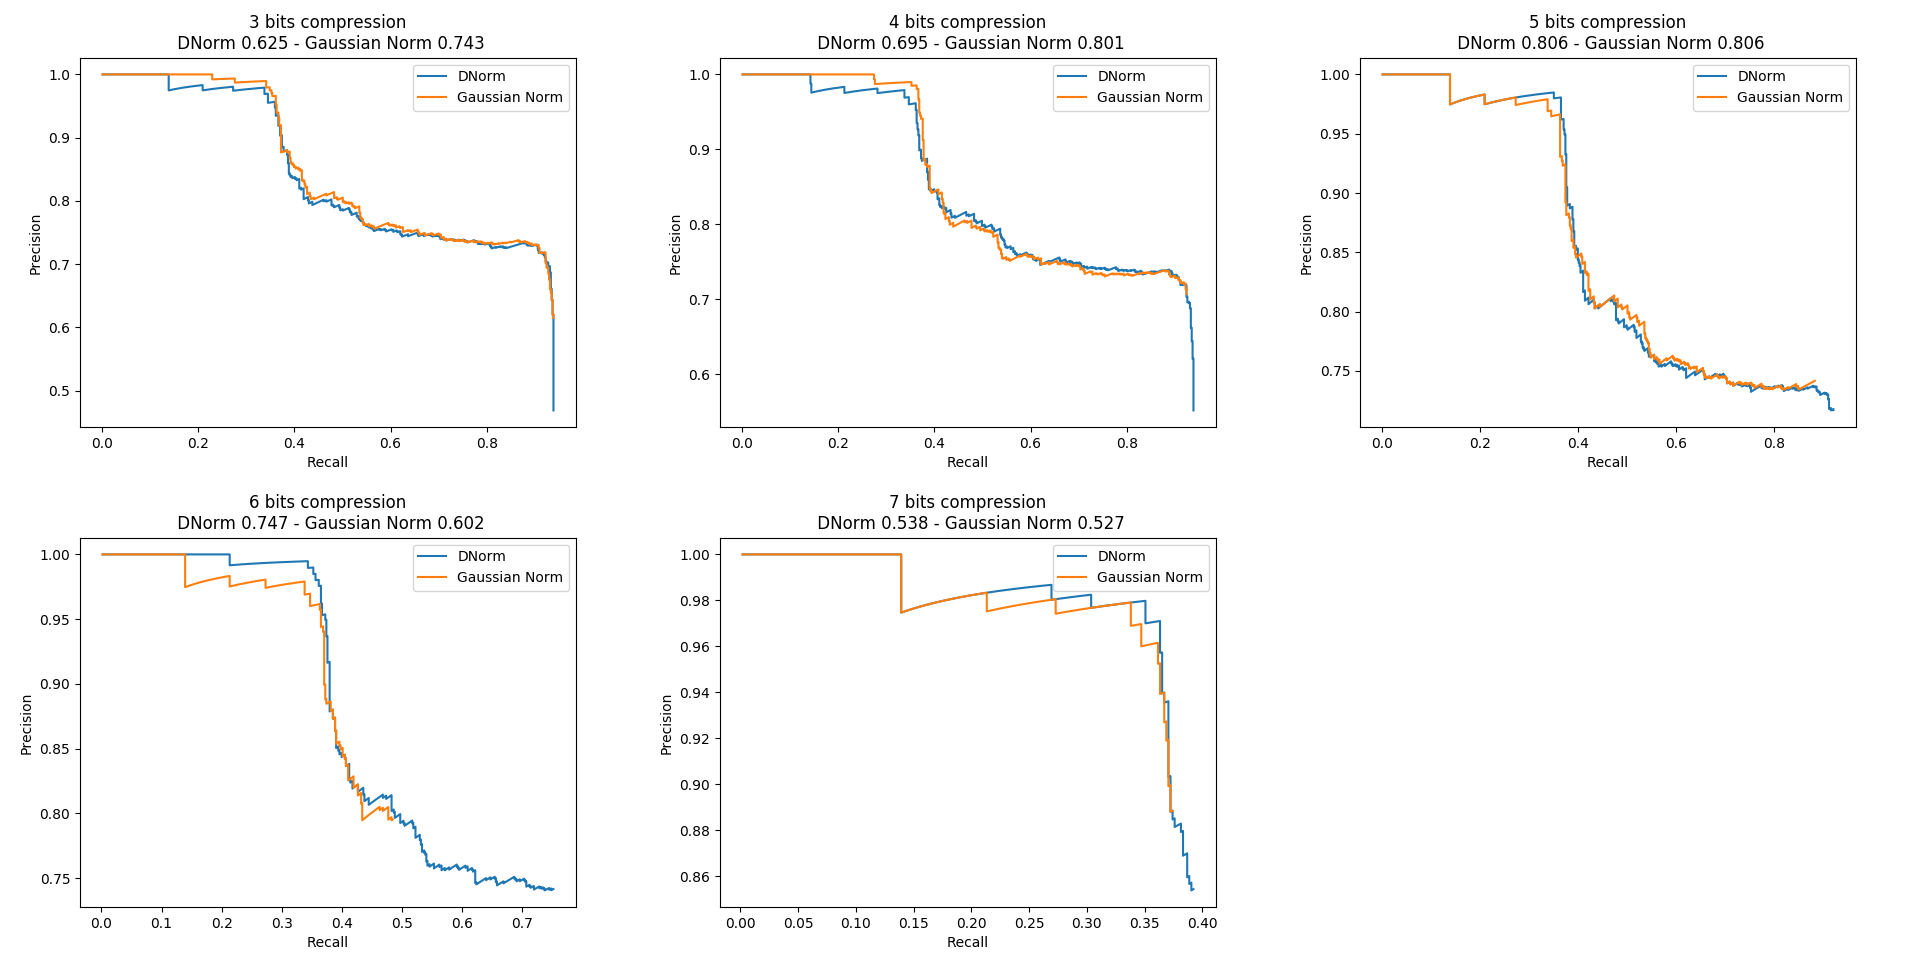 3 bits compression
DNorm 0.625 - Gaussian Norm 0.743
1.0
0.9
0.8
0.7
0.6
0.5
Precision
0.0 0.2 0.4 0.6 0.8
Recall
DNorm
Gaussian Norm
4 bits compression
DNorm 0.695 - Gaussian Norm 0.801
1.0
0.9
0.8
0.7
0.6
Precision
0.0 0.2 0.4 0.6 0.8
Recall
DNorm
Gaussian Norm
5 bits compression
DNorm 0.806 - Gaussian Norm 0.806
1.00
0.95
0.90
0.85
0.80
0.75
Precision
0.0 0.2 0.4 0.6 0.8
Recall
DNorm
Gaussian Norm
6 bits compression
DNorm 0.747 - Gaussian Norm 0.602
1.00
0.95
0.90
0.85
0.80
0.75
Precision
0.0 0.1 0.2 0.3 0.4 0.5 0.6 0.7
Recall
DNorm
Gaussian Norm
7 bits compression
DNorm 0.538 - Gaussian Norm 0.527
1.00
0.98
0.96
0.94
0.92
0.90
0.88
0.86
Precision
0.00 0.05 0.10 0.15 0.20 0.25 0.30 0.35 0.40
Recall
DNorm
Gaussian Norm